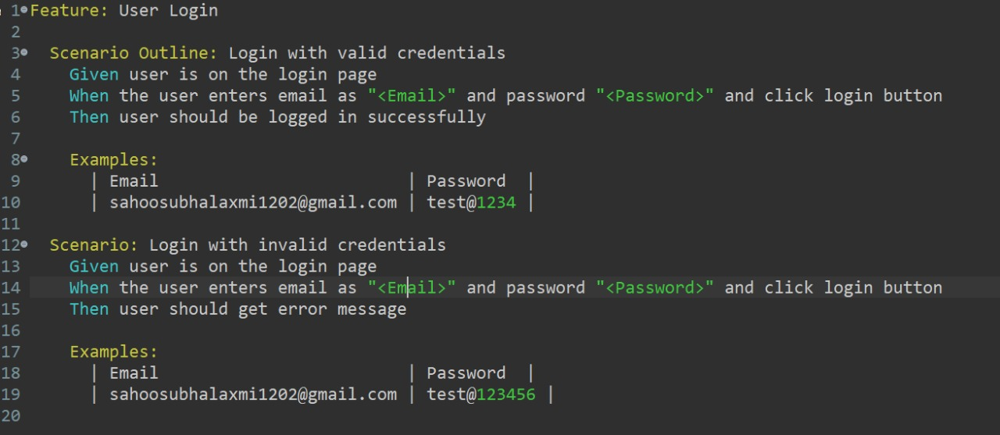 1 Feature: User Login
2
3 Scenario Outline: Login with valid credentials
4 Given user is on the login page
5 When the user enters email as "<Email>" and password "<Password>" and click login button
6 Then user should be logged in successfully
7
8 Examples:
9 | Email | Password |
10 | sahoosubhalaxmi1202@gmail.com | test@1234 |
11
12 Scenario: Login with invalid credentials
13 Given user is on the login page
14 When the user enters email as "<Email>" and password "<Password>" and click login button
15 Then user should get error message
16
17 Examples:
18 | Email | Password |
19 | sahoosubhalaxmi1202@gmail.com | test@123456 |
20